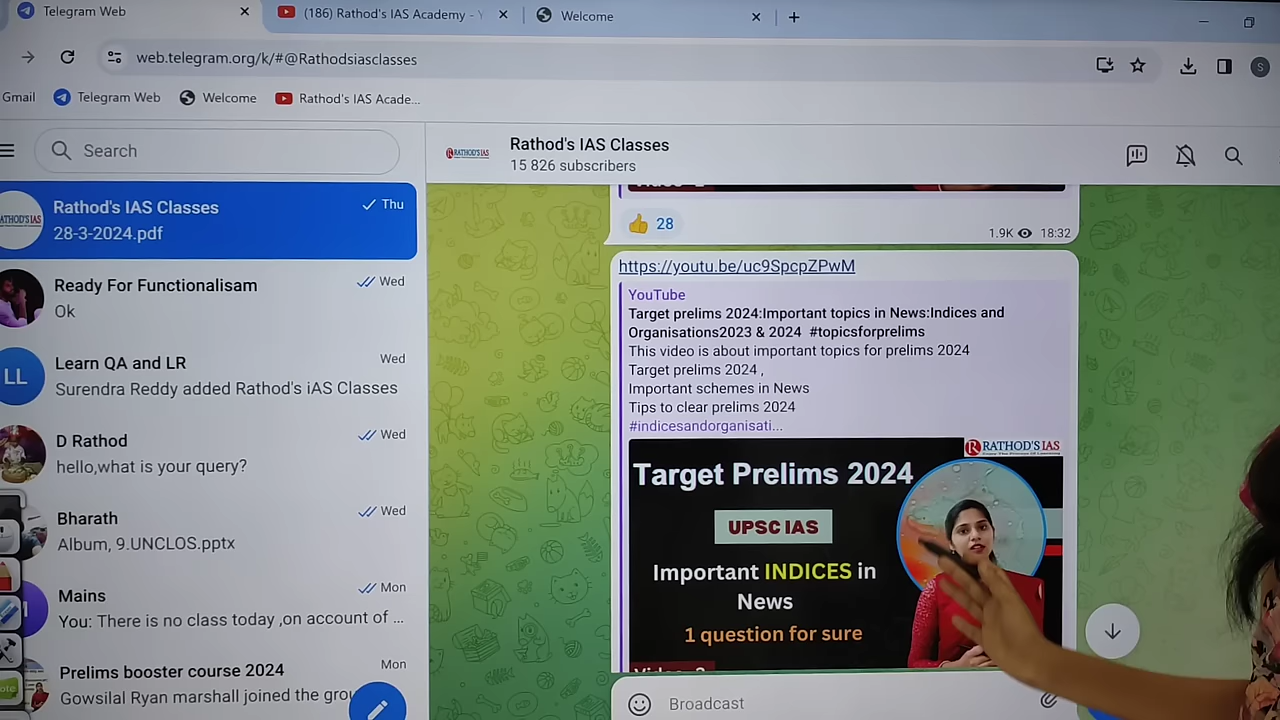 Telegram Web
(186) Rathod's IAS Academy -
Welcome
web.telegram.org/k/#@Rathodsiasclasses
S
Gmail
Telegram Web
Welcome
Rathod's IAS Acade...
Search
Rathod's IAS Classes
15 826 subscribers
RATHOD'S IAS
Rathod's IAS Classes
Thu
28-3-2024.pdf
Ready For Functionalisam
Wed
Ok
LL
Learn QA and LR
Wed
Surendra Reddy added Rathod's iAS Classes
D Rathod
Wed
hello,what is your query?
Bharath
Wed
Album, 9.UNCLOS.pptx
Mains
Mon
You: There is no class today ,on account of ...
Prelims booster course 2024
Mon
Gowsilal Ryan marshall joined the grou
28
1.9K 18:32
https://youtu.be/uc9SpcpZPwM
YouTube
Target prelims 2024:Important topics in News:Indices and
Organisations2023 & 2024 #topicsforprelims
This video is about important topics for prelims 2024
Target prelims 2024 ,
Important schemes in News
Tips to clear prelims 2024
#indicesandorganisati...
RATHOD'S IAS
Target Prelims 2024
UPSC IAS
Important INDICES in
News
1 question for sure
Broadcast